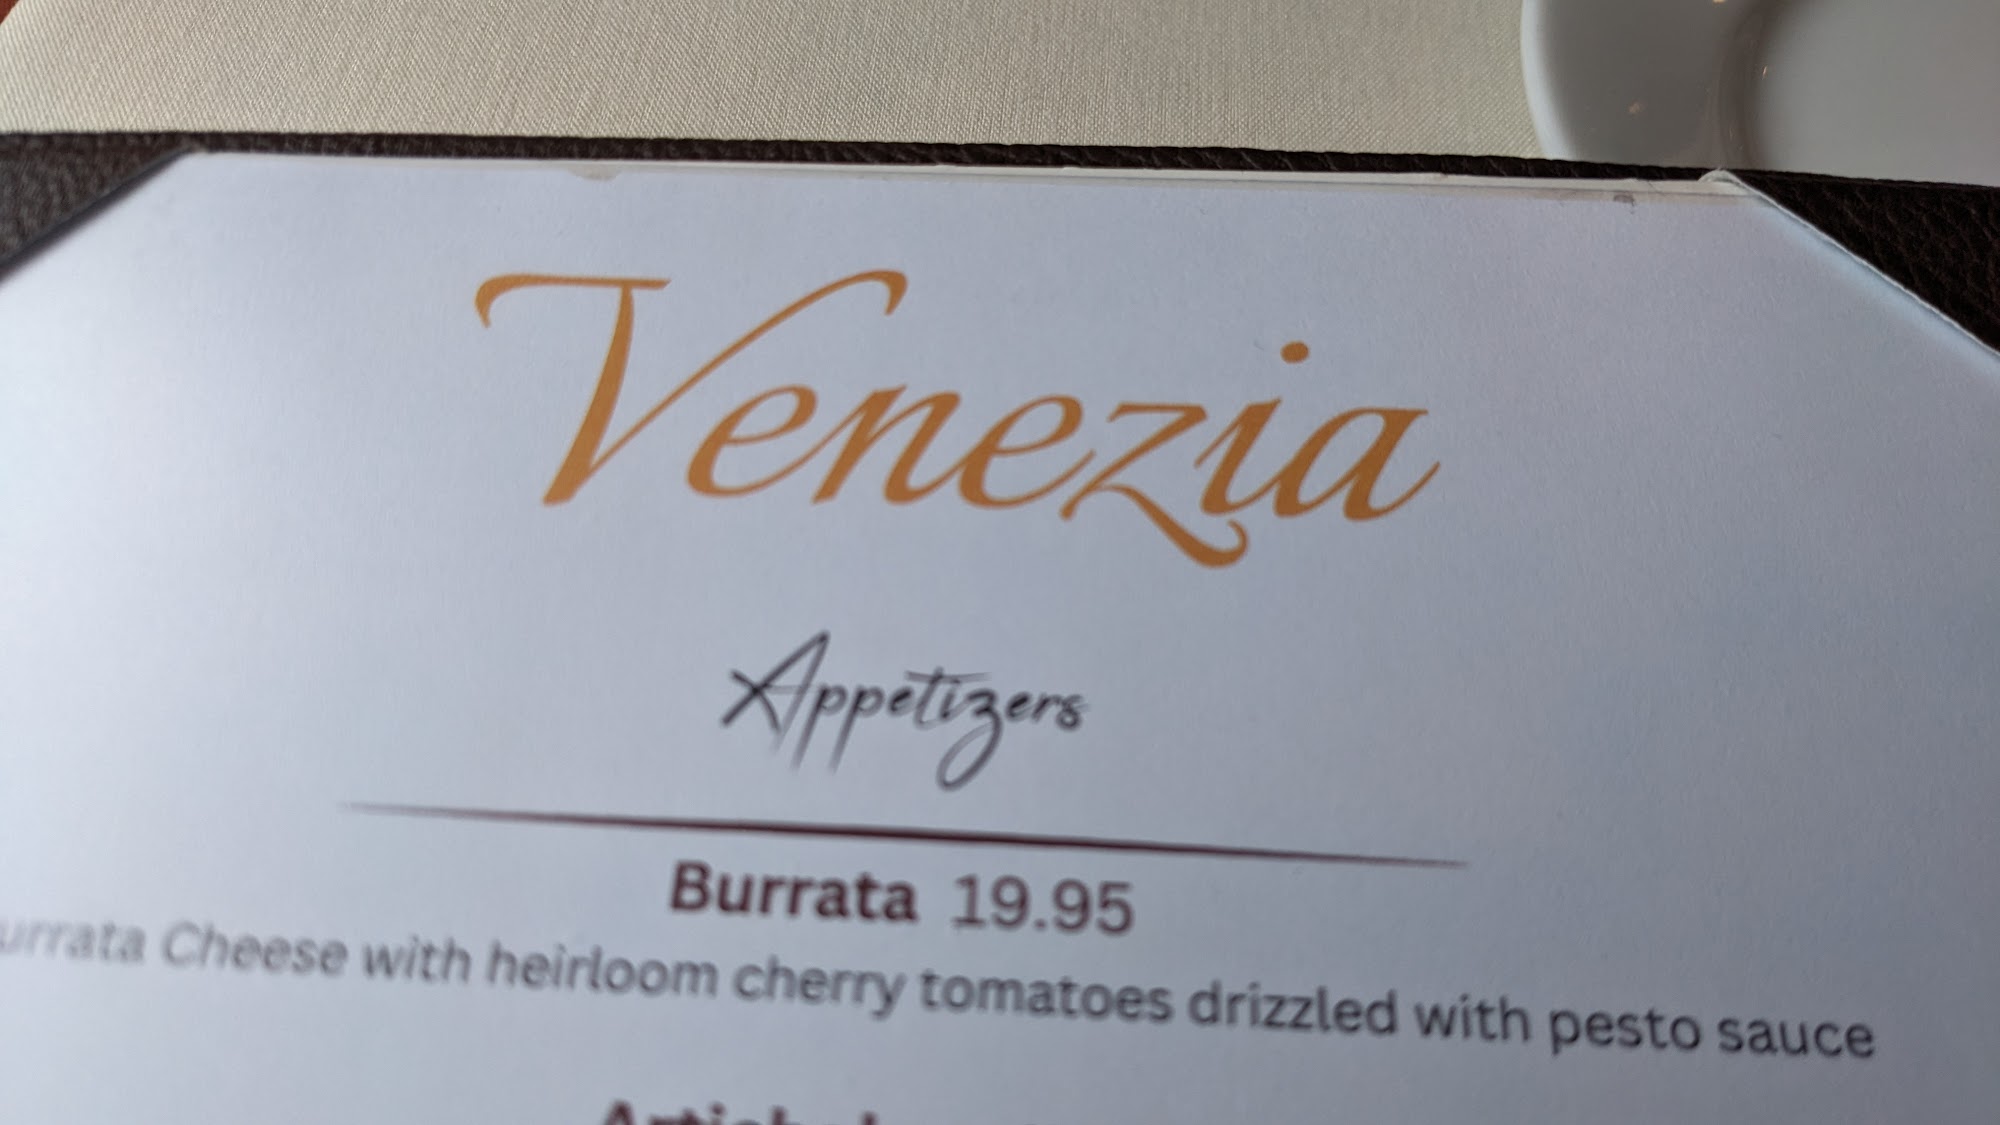 Venezia
Appetizers
Burrata 19.95
urrata Cheese with heirloom cherry tomatoes drizzled with pesto sauce